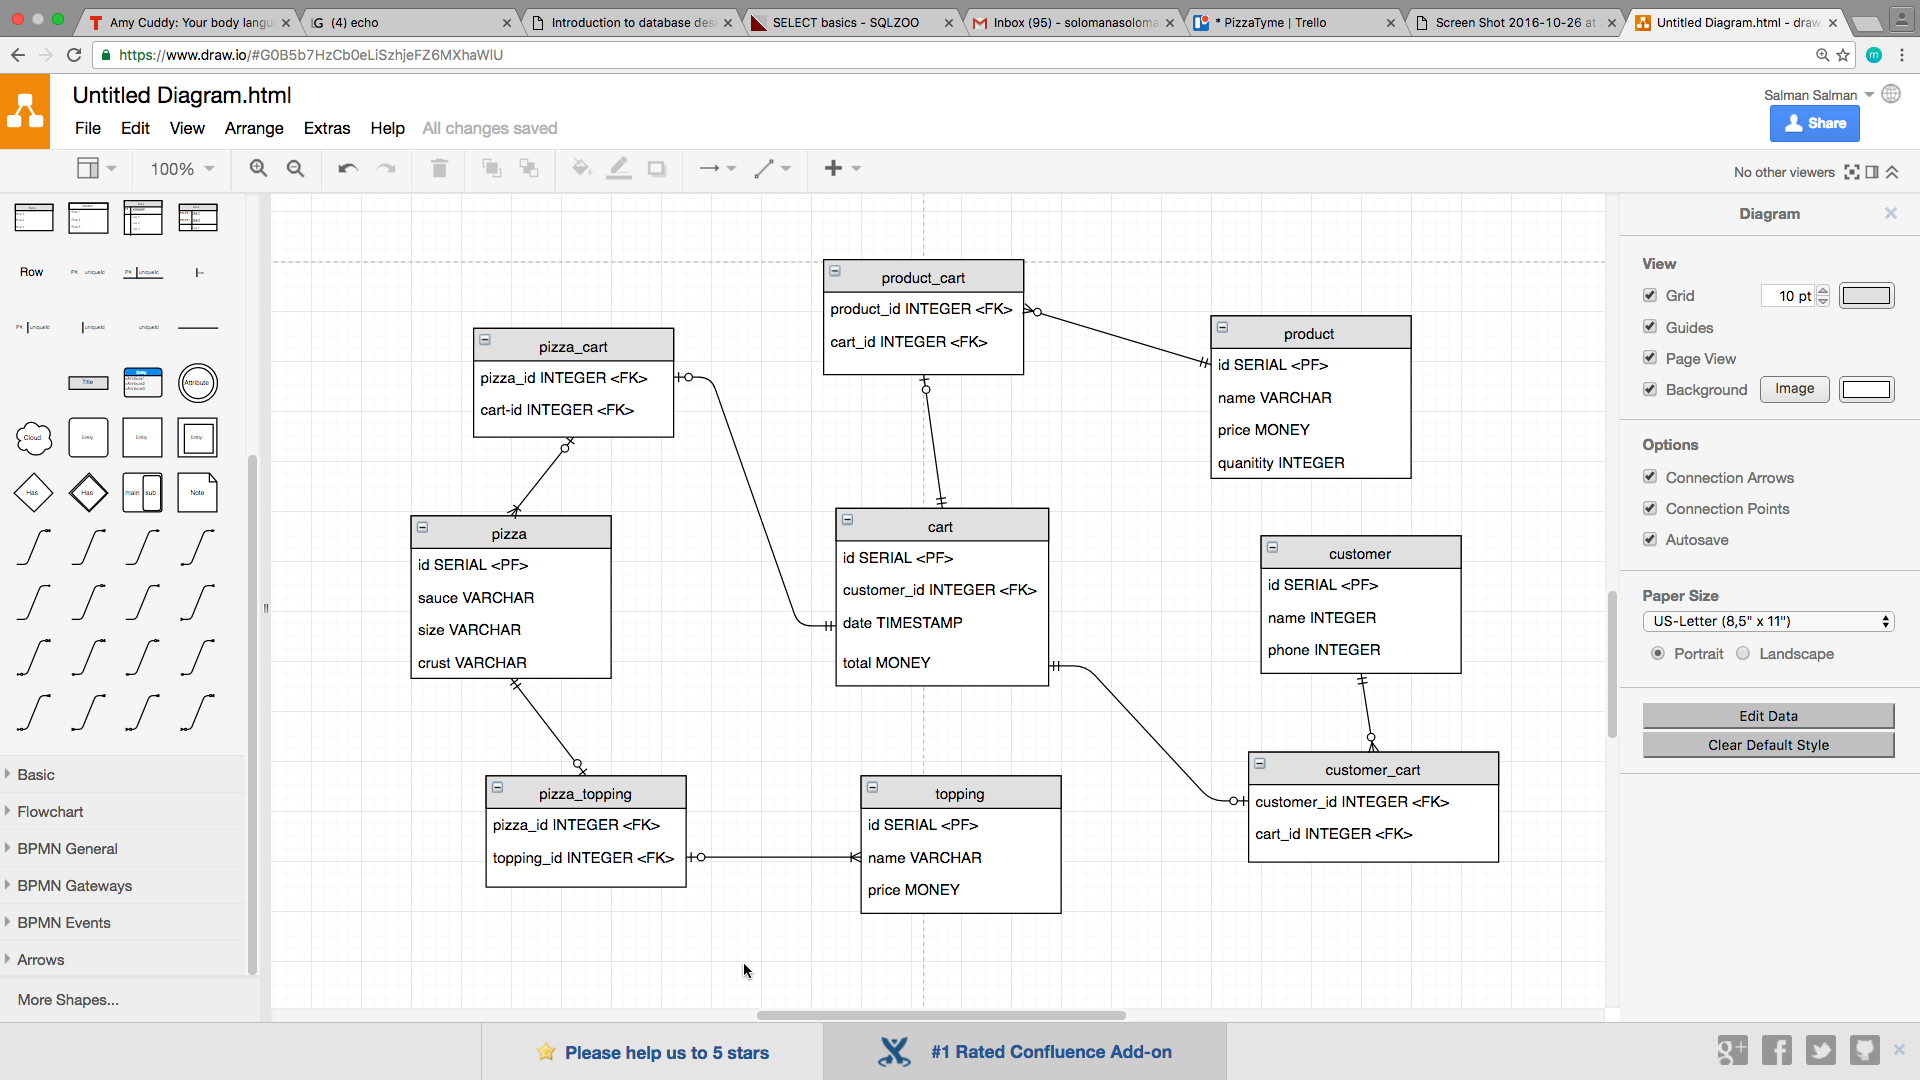 Amy Cuddy: Your body langu
(4) echo
Introduction to database des
SELECT basics - SQLZOO
Inbox (95) - solomanasoloma
* PizzaTyme | Trello
Screen Shot 2016-10-26 at
Untitled Diagram.html - draw.
https://www.draw.io/#G0B5b7HzCb0eLiSzhjeFZ6MXhaWlU
m
Untitled Diagram.html
Salman Salman
File Edit View Arrange Extras Help All changes saved
Share
100%
No other viewers
Row
PK uniqueId
PK uniqueId
PK uniqueId
uniqueId
uniqueId
Title
Entity
Attribute
Cloud
Entity
Entity
Entity
Has
Has
main sub
Note
Basic
Flowchart
BPMN General
BPMN Gateways
BPMN Events
Arrows
More Shapes...
product_cart
product_id INTEGER <FK>
cart_id INTEGER <FK>
pizza_cart
pizza_id INTEGER <FK>
cart-id INTEGER <FK>
product
id SERIAL <PF>
name VARCHAR
price MONEY
quanitity INTEGER
pizza
id SERIAL <PF>
sauce VARCHAR
size VARCHAR
crust VARCHAR
cart
id SERIAL <PF>
customer_id INTEGER <FK>
date TIMESTAMP
total MONEY
customer
id SERIAL <PF>
name INTEGER
phone INTEGER
pizza_topping
pizza_id INTEGER <FK>
topping_id INTEGER <FK>
topping
id SERIAL <PF>
name VARCHAR
price MONEY
customer_cart
customer_id INTEGER <FK>
cart_id INTEGER <FK>
Diagram
View
Grid
10 pt
Guides
Page View
Background
Image
Options
Connection Arrows
Connection Points
Autosave
Paper Size
US-Letter (8,5" x 11")
Portrait
Landscape
Edit Data
Clear Default Style
Please help us to 5 stars
#1 Rated Confluence Add-on